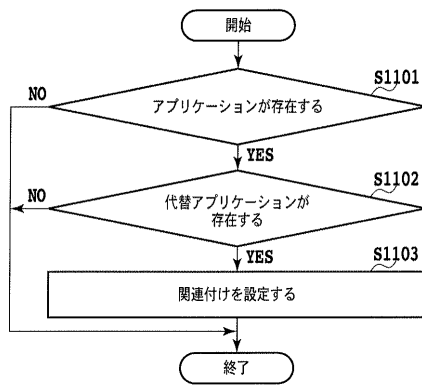 開始
S1101
NO
アプリケーションが存在する
YES
S1102
NO
代替アプリケーションが
存在する
YES
S1103
関連付けを設定する
終了